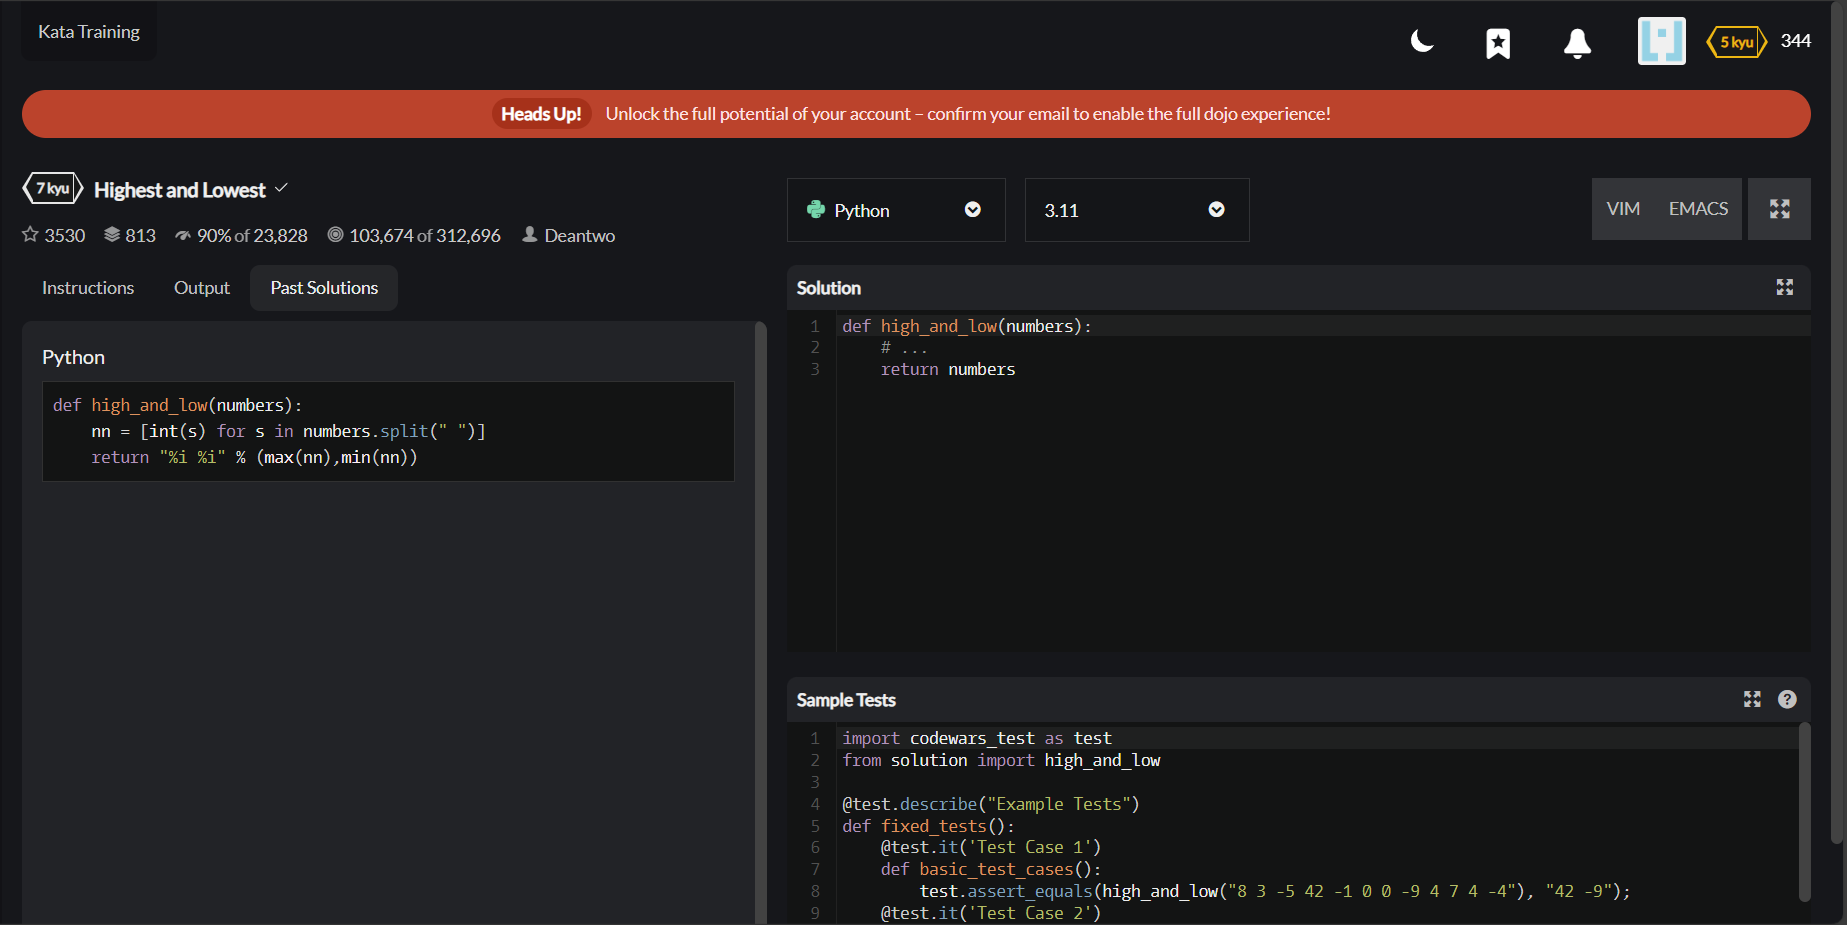 Kata Training
5 kyu 344
Heads Up! Unlock the full potential of your account – confirm your email to enable the full dojo experience!
7 kyu Highest and Lowest
3530 813 90% of 23,828 103,674 of 312,696 Deantwo
Instructions Output Past Solutions
Python
def high_and_low(numbers):
    nn = [int(s) for s in numbers.split(" ")]
    return "%i %i" % (max(nn),min(nn))
Python 3.11 VIM EMACS
Solution
1 def high_and_low(numbers):
2     # ...
3     return numbers
Sample Tests
1 import codewars_test as test
2 from solution import high_and_low
3
4 @test.describe("Example Tests")
5 def fixed_tests():
6     @test.it('Test Case 1')
7     def basic_test_cases():
8         test.assert_equals(high_and_low("8 3 -5 42 -1 0 0 -9 4 7 4 -4"), "42 -9");
9     @test.it('Test Case 2')